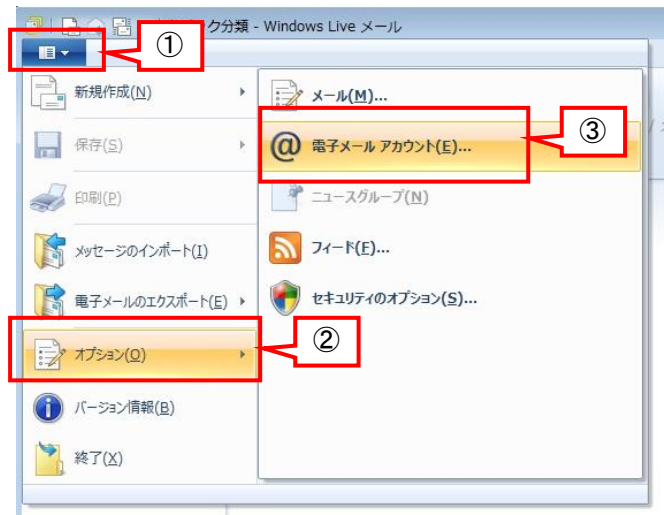 ク分類 - Windows Live メール
①
新規作成(N)
保存(S)
印刷(P)
メッセージのインポート(I)
電子メールのエクスポート(E)
オプション(O)
②
バージョン情報(B)
終了(X)
メール(M)...
電子メール アカウント(E)...
③
ニュースグループ(N)
フィード(F)...
セキュリティのオプション(S)...